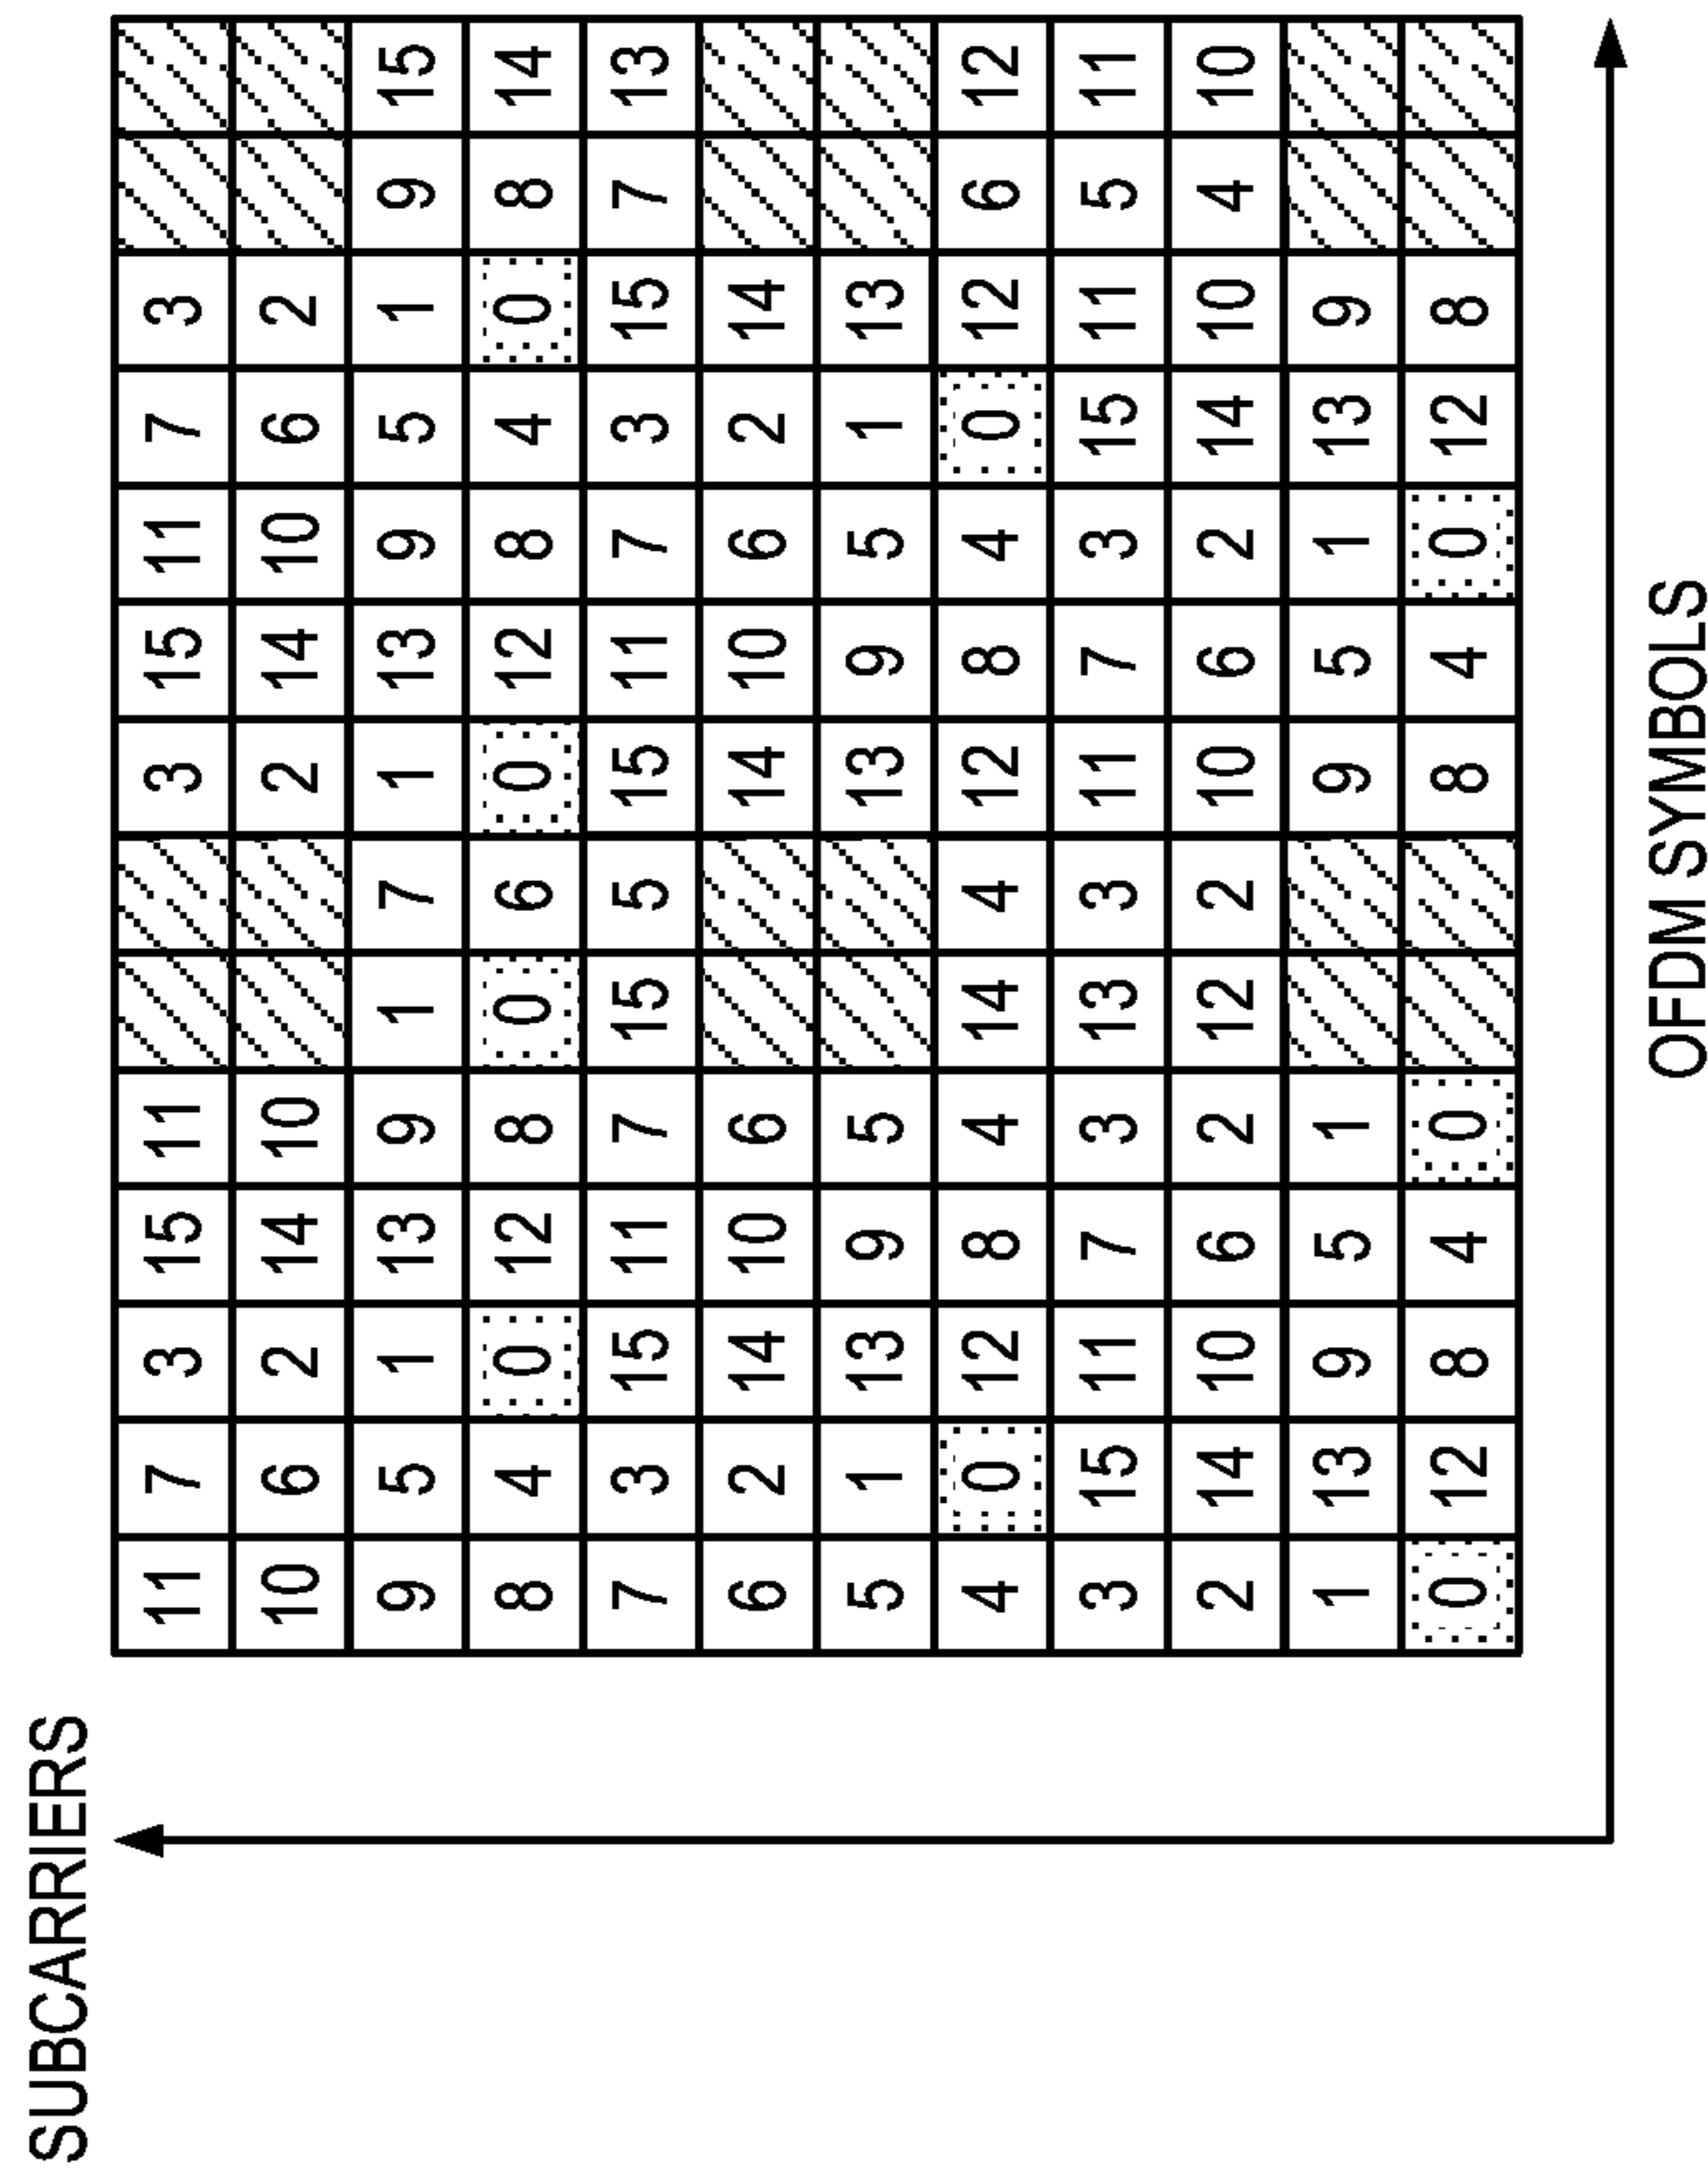 SUBCARRIERS
11 7 3 15 11 3 15 11 7 3
10 6 2 14 10 2 14 10 6 2
9 5 1 13 9 1 7 1 13 9 5 1 9 15
8 4 0 12 8 0 6 0 12 8 4 0 8 14
7 3 15 11 7 15 5 15 11 7 3 15 7 13
6 2 14 10 6 14 10 6 2 14
5 1 13 9 5 13 9 5 1 13
4 0 12 8 4 14 4 12 8 4 0 12 6 12
3 15 11 7 3 13 3 11 7 3 15 11 5 11
2 14 10 6 2 12 2 10 6 2 14 10 4 10
1 13 9 5 1 9 5 1 13 9
0 12 8 4 0 8 4 0 12 8
OFDM SYMBOLS